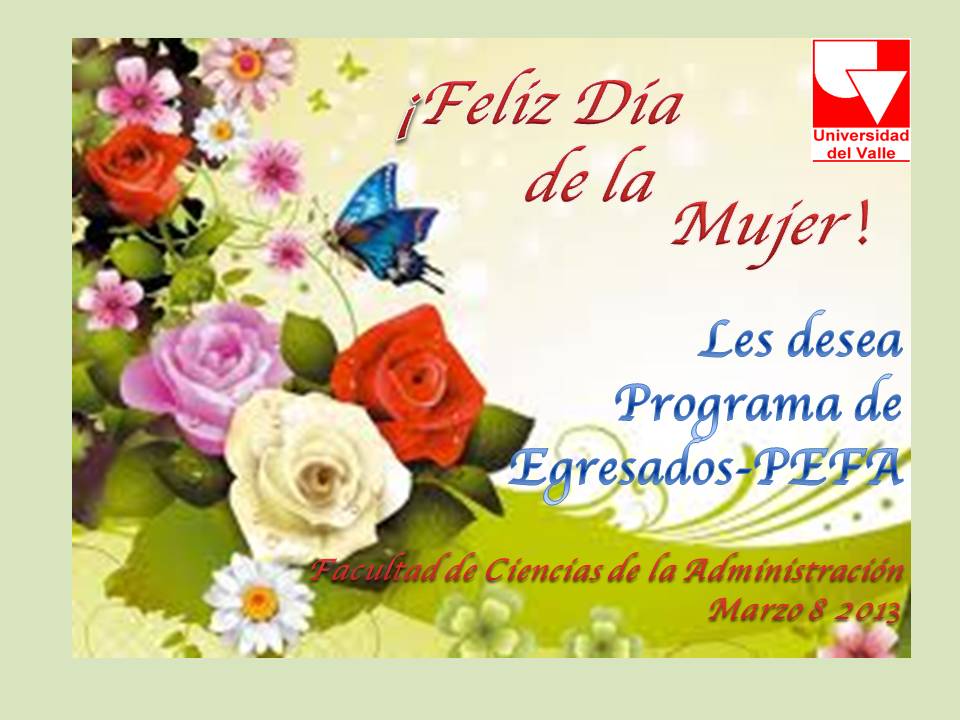 ¡Feliz Día
de la
Mujer !
Universidad
del Valle
Les desea
Programa de
Egresados-PEFA
Facultad de Ciencias de la Administración
Marzo 8 2013